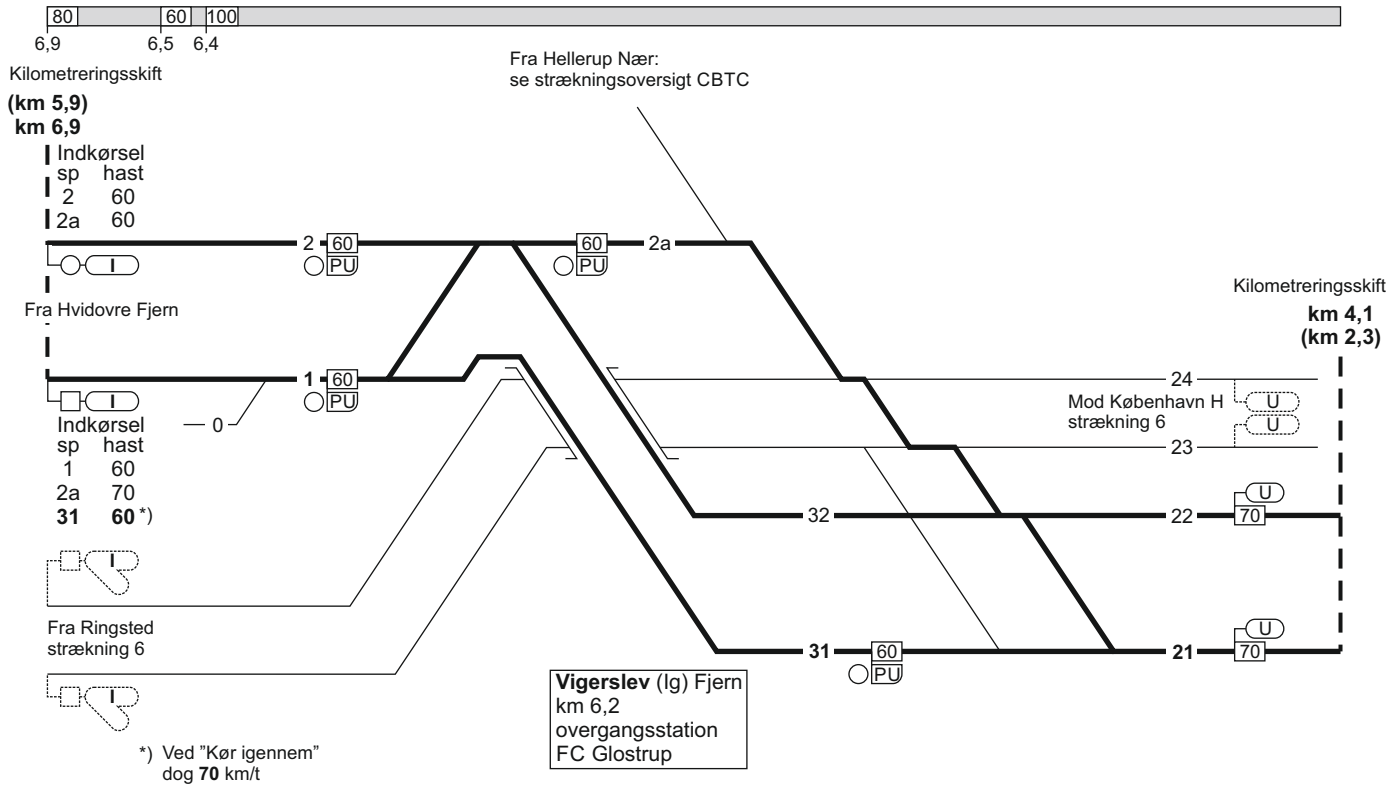 80 60 100
6,9 6,5 6,4
Kilometreringsskift
(km 5,9)
km 6,9
Fra Hellerup Nær:
se strækningsoversigt CBTC
Indkørsel
sp hast
2 60
2a 60
2 60 60 2a
I PU PU
Fra Hvidovre Fjern
Kilometreringsskift
km 4,1
(km 2,3)
1 60 24
I PU
Mod København H
strækning 6
U
U
Indkørsel
sp hast
1 60
2a 70
31 60 *)
0
23
U
32 22 70
I
Fra Ringsted
strækning 6
U
31 60 21 70
PU
I
Vigerslev (Ig) Fjern
km 6,2
overgangsstation
FC Glostrup
*) Ved ”Kør igennem”
dog 70 km/t